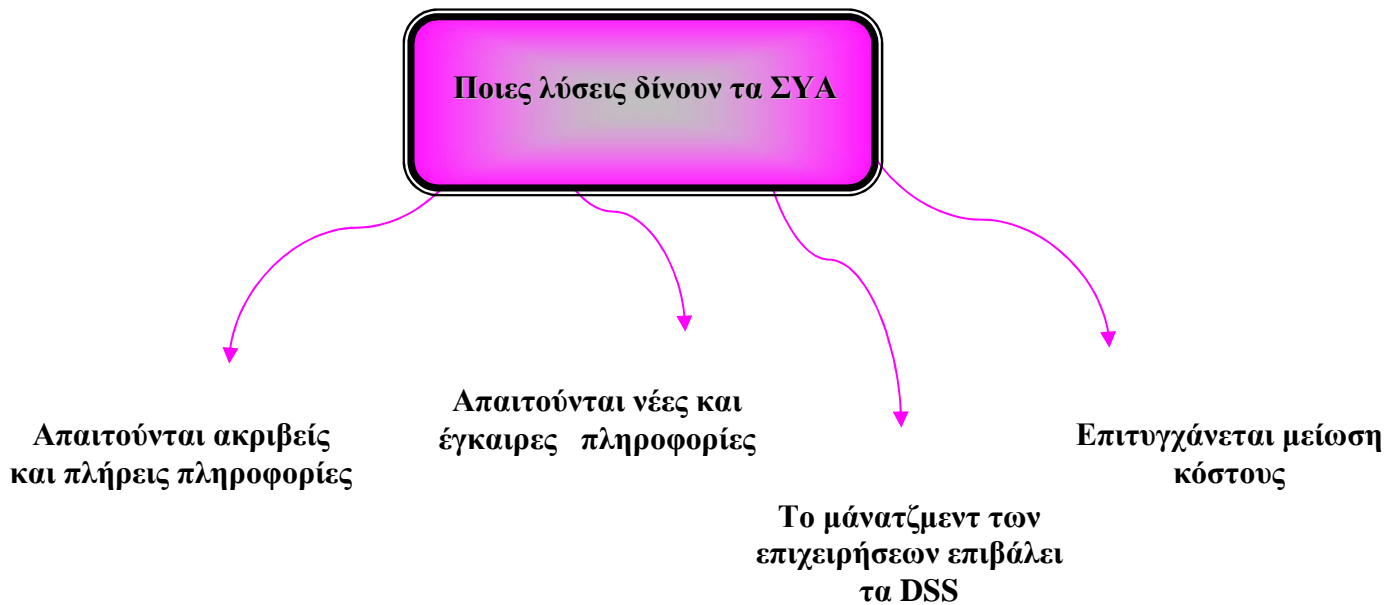 Ποιες λύσεις δίνουν τα ΣΥΑ
Απαιτούνται ακριβείς
και πλήρεις πληροφορίες
Απαιτούνται νέες και
έγκαιρες πληροφορίες
Το μάνατζμεντ των
επιχειρήσεων επιβάλει
τα DSS
Επιτυγχάνεται μείωση
κόστους